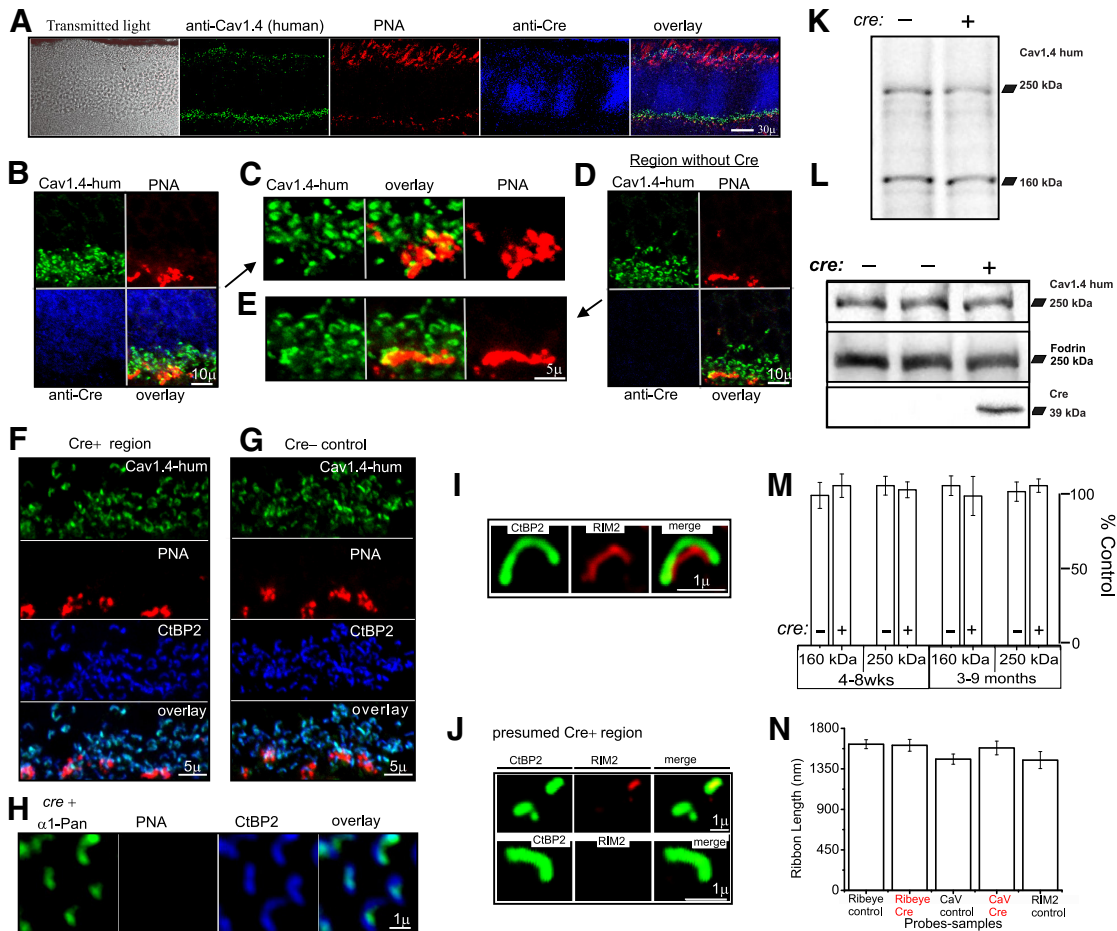 A
Transmitted light
anti-Cav1.4 (human)
PNA
anti-Cre
overlay
30µ
B
Cav1.4-hum
PNA
anti-Cre
overlay
10µ
C
Cav1.4-hum
overlay
PNA
D
Region without Cre
Cav1.4-hum
PNA
anti-Cre
overlay
10µ
E
5µ
F
Cre+ region
Cav1.4-hum
PNA
CtBP2
overlay
5µ
G
Cre– control
Cav1.4-hum
overlay
5µ
H
cre +
α1-Pan
PNA
CtBP2
overlay
1µ
I
CtBP2
RIM2
merge
1µ
J
presumed Cre+ region
CtBP2
RIM2
merge
1µ
CtBP2
RIM2
merge
1µ
K
cre: – +
Cav1.4 hum
250 kDa
160 kDa
L
cre: – – +
Cav1.4 hum
250 kDa
Fodrin
250 kDa
Cre
39 kDa
M
100
50
0
% Control
cre: – + – + – + – +
160 kDa 250 kDa 160 kDa 250 kDa
4-8wks 3-9 months
N
Ribbon Length (nm)
1800
1350
900
450
0
Ribeye control
Ribeye Cre
CaV control
CaV Cre
RIM2 control
Probes-samples